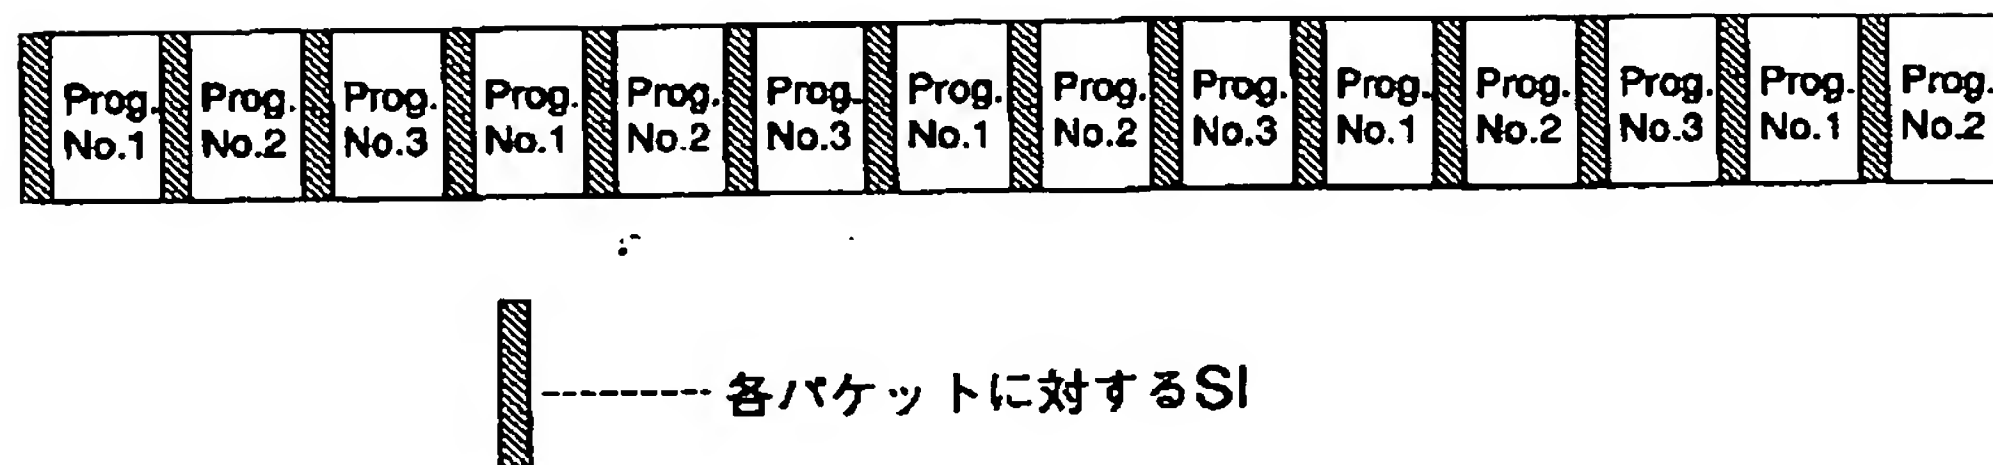 Prog. Prog. Prog. Prog. Prog. Prog. Prog. Prog. Prog. Prog. Prog. Prog. Prog. Prog.
No.1 No.2 No.3 No.1 No.2 No.3 No.1 No.2 No.3 No.1 No.2 No.3 No.1 No.2
各パケットに対するSI